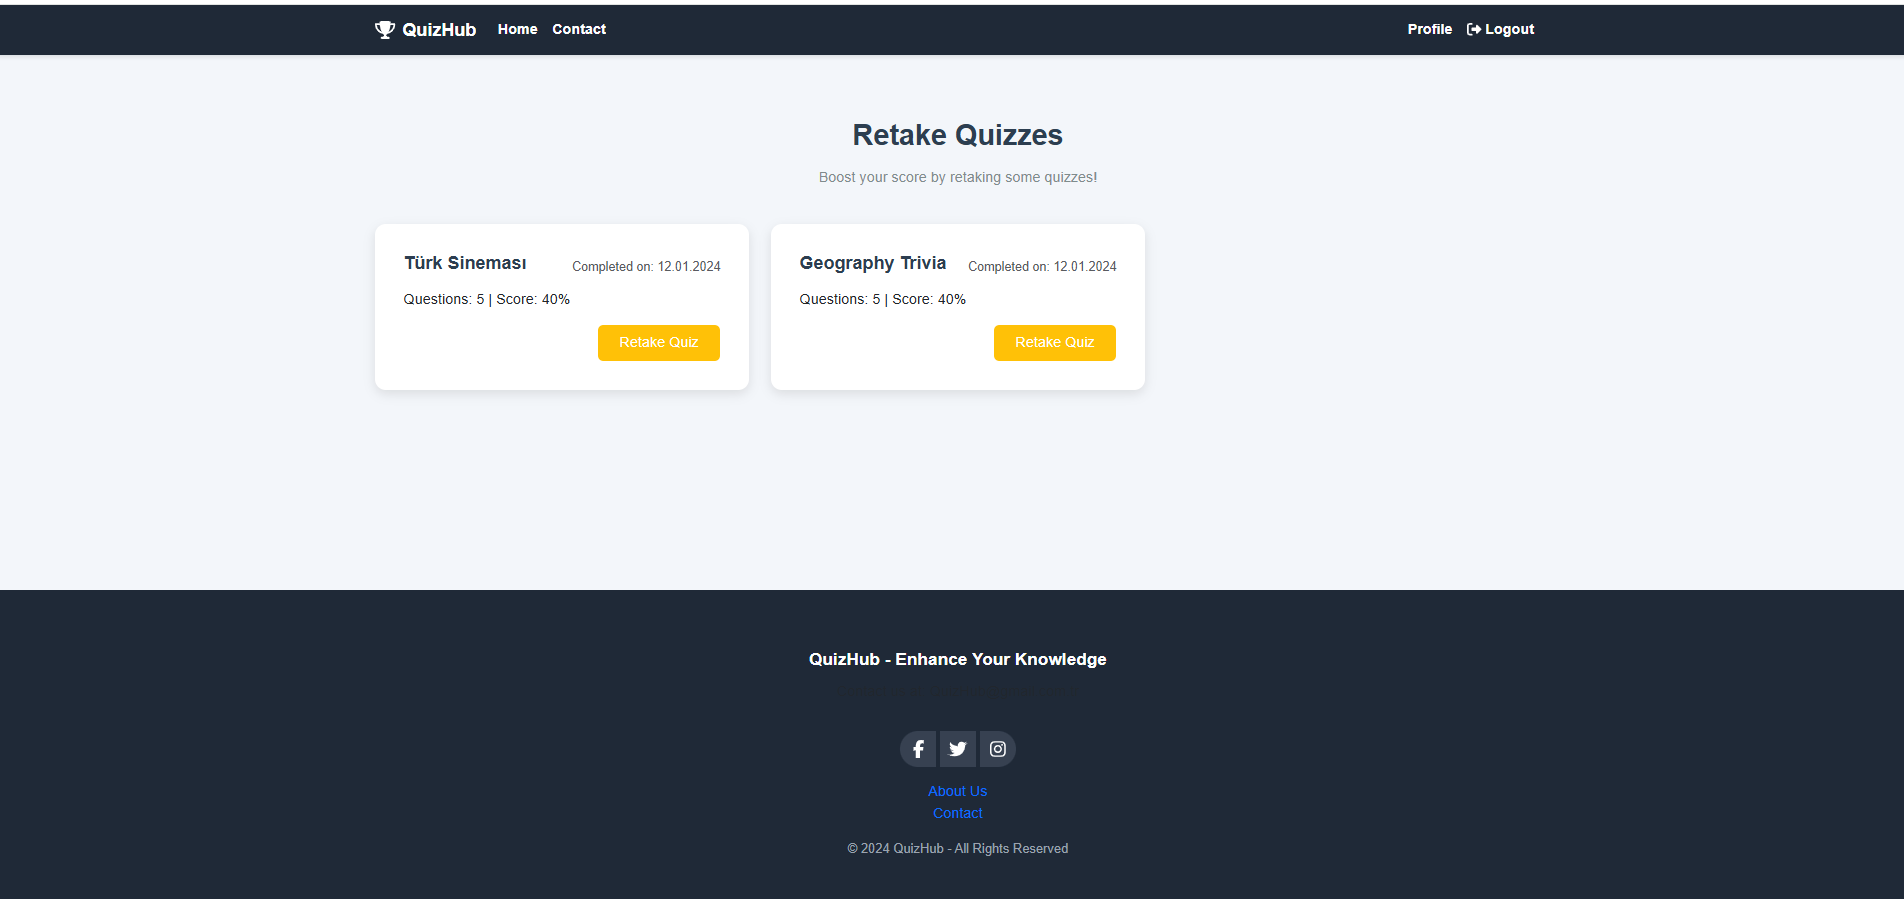 QuizHub Home Contact Profile Logout
Retake Quizzes
Boost your score by retaking some quizzes!
Türk Sineması Completed on: 12.01.2024
Questions: 5 | Score: 40%
Retake Quiz
Geography Trivia Completed on: 12.01.2024
Questions: 5 | Score: 40%
Retake Quiz
QuizHub - Enhance Your Knowledge
About Us
Contact
© 2024 QuizHub - All Rights Reserved